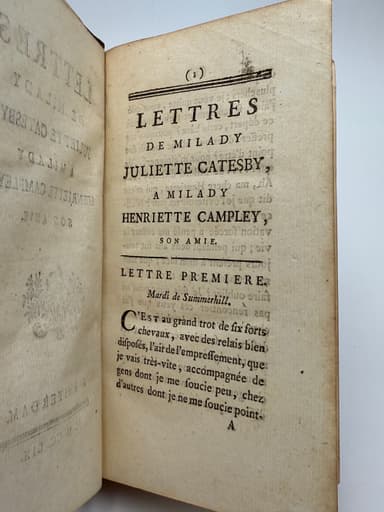 (1)
LETTRES
DE MILADY
JULIETTE CATESBY,
A MILADY
HENRIETTE CAMPLEY,
SON AMIE.
LETTRE PREMIERE.
Mardi de Summerhill.
C'EST au grand trot de six forts
chevaux, avec des relais bien
disposés, l'air de l'empressement, que
je vais très-vîte, accompagnée de
gens dont je me soucie peu, chez
d'autres dont je ne me soucie point.
A